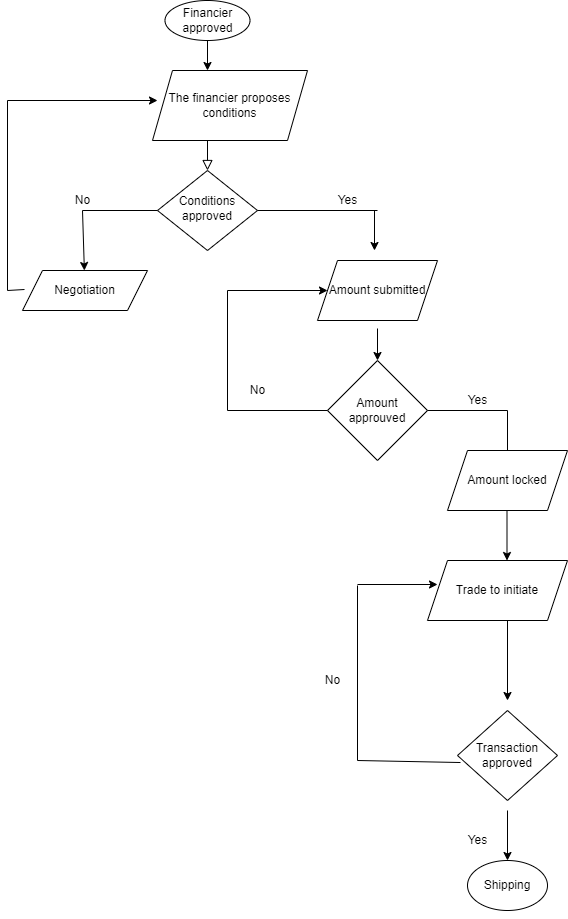 Financier
approved
The financier proposes
conditions
Conditions
approved
No
Yes
Negotiation
Amount submitted
Amount
approuved
No
Yes
Amount locked
Trade to initiate
No
Transaction
approved
Yes
Shipping